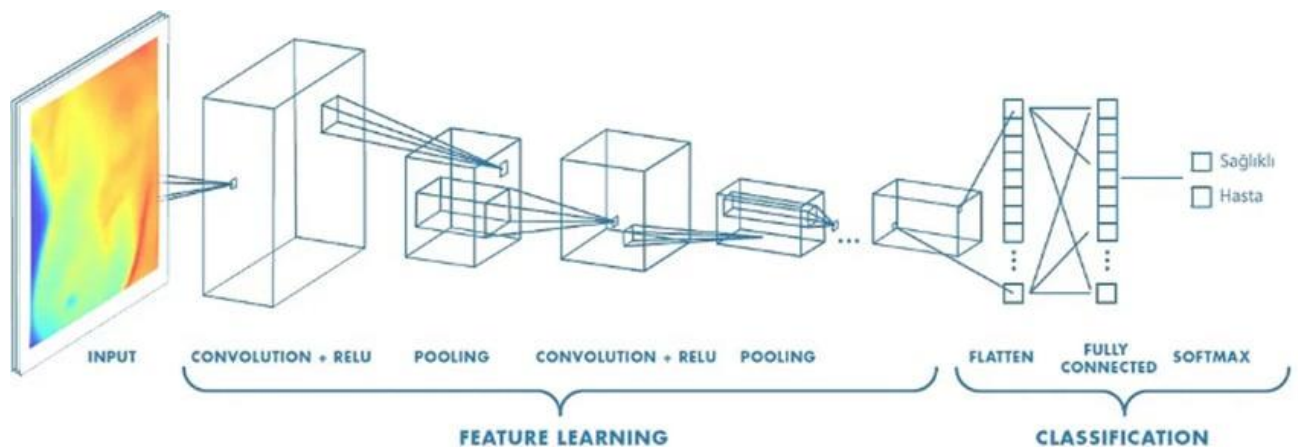 Sağlıklı
Hasta
INPUT
CONVOLUTION + RELU
POOLING
CONVOLUTION + RELU
POOLING
FLATTEN
FULLY
CONNECTED
SOFTMAX
FEATURE LEARNING
CLASSIFICATION